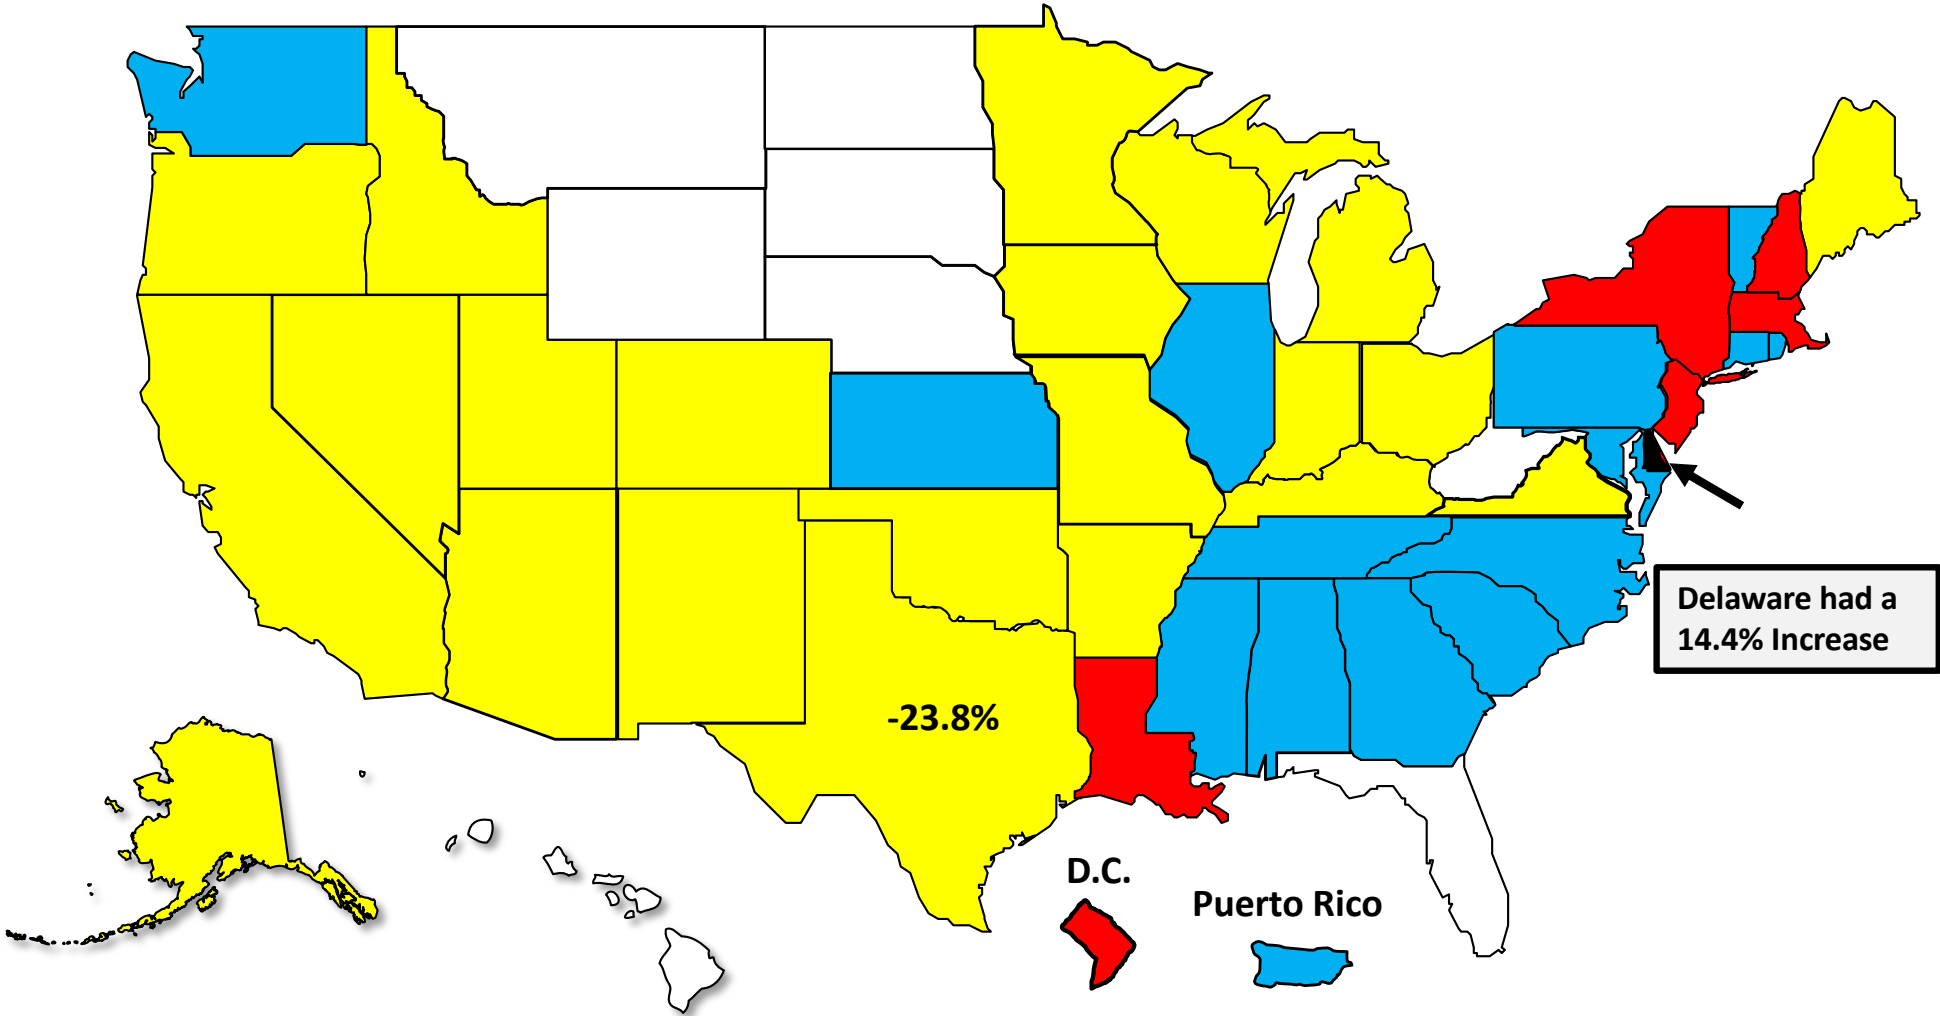 Delaware had a
14.4% Increase
-23.8%
D.C.
Puerto Rico